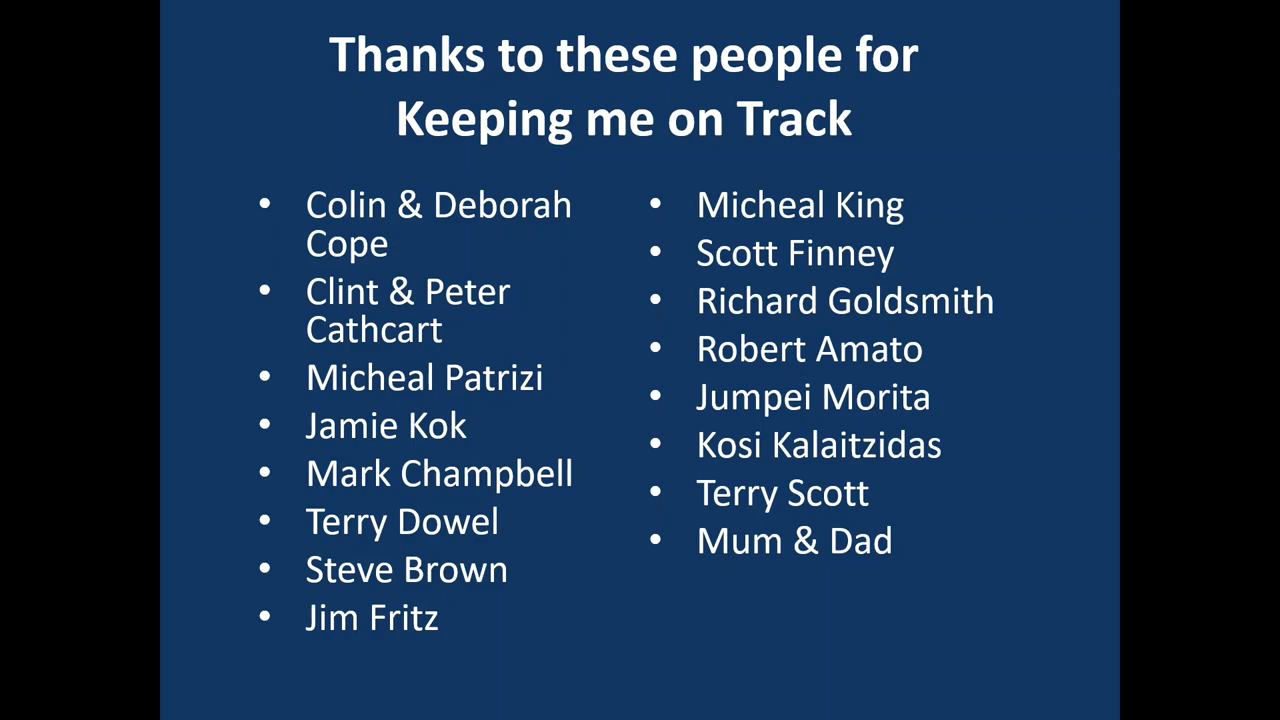 Thanks to these people for
Keeping me on Track
• Colin & Deborah
Cope
• Clint & Peter
Cathcart
• Micheal Patrizi
• Jamie Kok
• Mark Champbell
• Terry Dowel
• Steve Brown
• Jim Fritz
• Micheal King
• Scott Finney
• Richard Goldsmith
• Robert Amato
• Jumpei Morita
• Kosi Kalaitzidas
• Terry Scott
• Mum & Dad